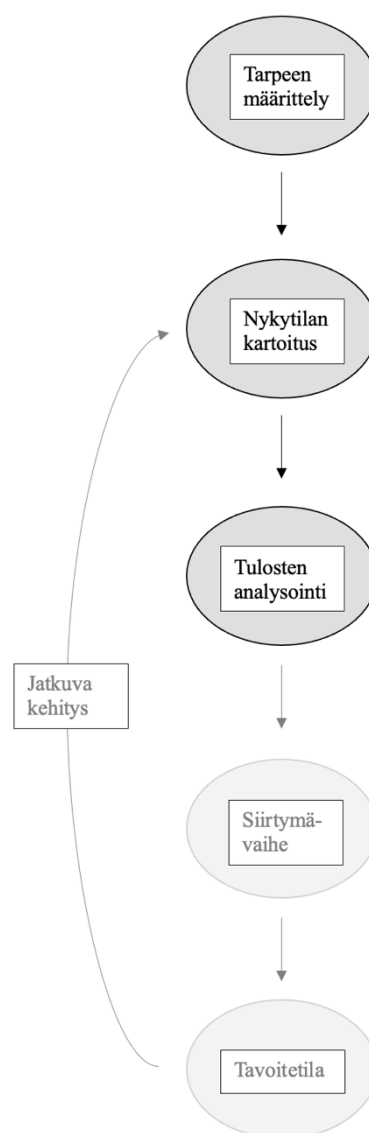 Tarpeen
määrittely
Nykytilan
kartoitus
Tulosten
analysointi
Jatkuva
kehitys
Siirtymä-
vaihe
Tavoitetila